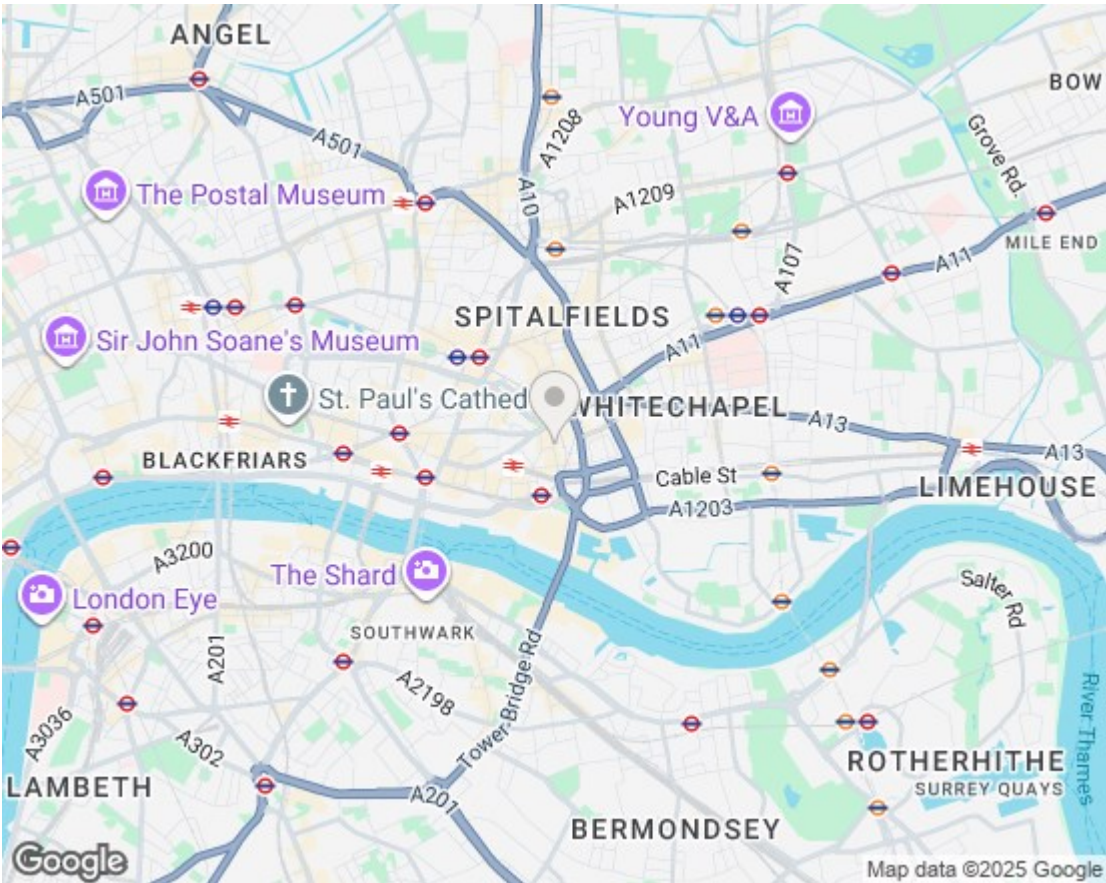 ANGEL
A501
A501
A1208
Young V&A
BOW
Grove Rd.
The Postal Museum
A10
A1209
MILE END
A107
A11
SPITALFIELDS
Sir John Soane's Museum
A11
St. Paul's Cathed
WHITECHAPEL
A13
A13
BLACKFRIARS
Cable St
LIMEHOUSE
A1203
A3200
The Shard
London Eye
Salter Rd
SOUTHWARK
A201
A2198
Tower Bridge Rd
River Thames
A3036
A302
LAMBETH
A201
ROTHERHITHE
SURREY QUAYS
BERMONDSEY
Google
Map data ©2025 Google